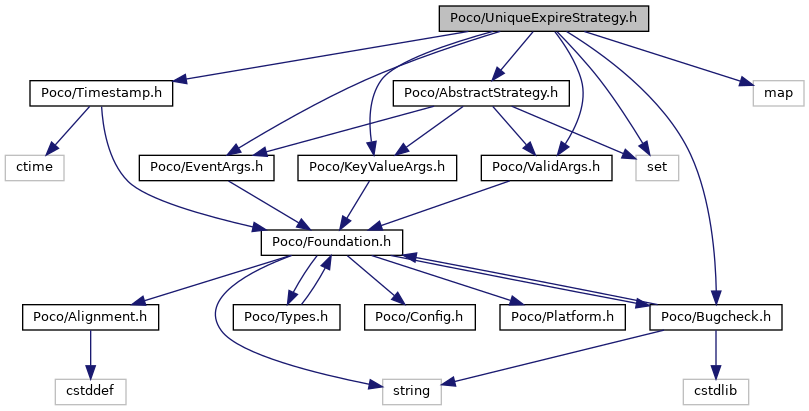 Poco/UniqueExpireStrategy.h
Poco/Timestamp.h
Poco/AbstractStrategy.h
map
ctime
Poco/EventArgs.h
Poco/KeyValueArgs.h
Poco/ValidArgs.h
set
Poco/Foundation.h
Poco/Alignment.h
Poco/Types.h
Poco/Config.h
Poco/Platform.h
Poco/Bugcheck.h
cstddef
string
cstdlib